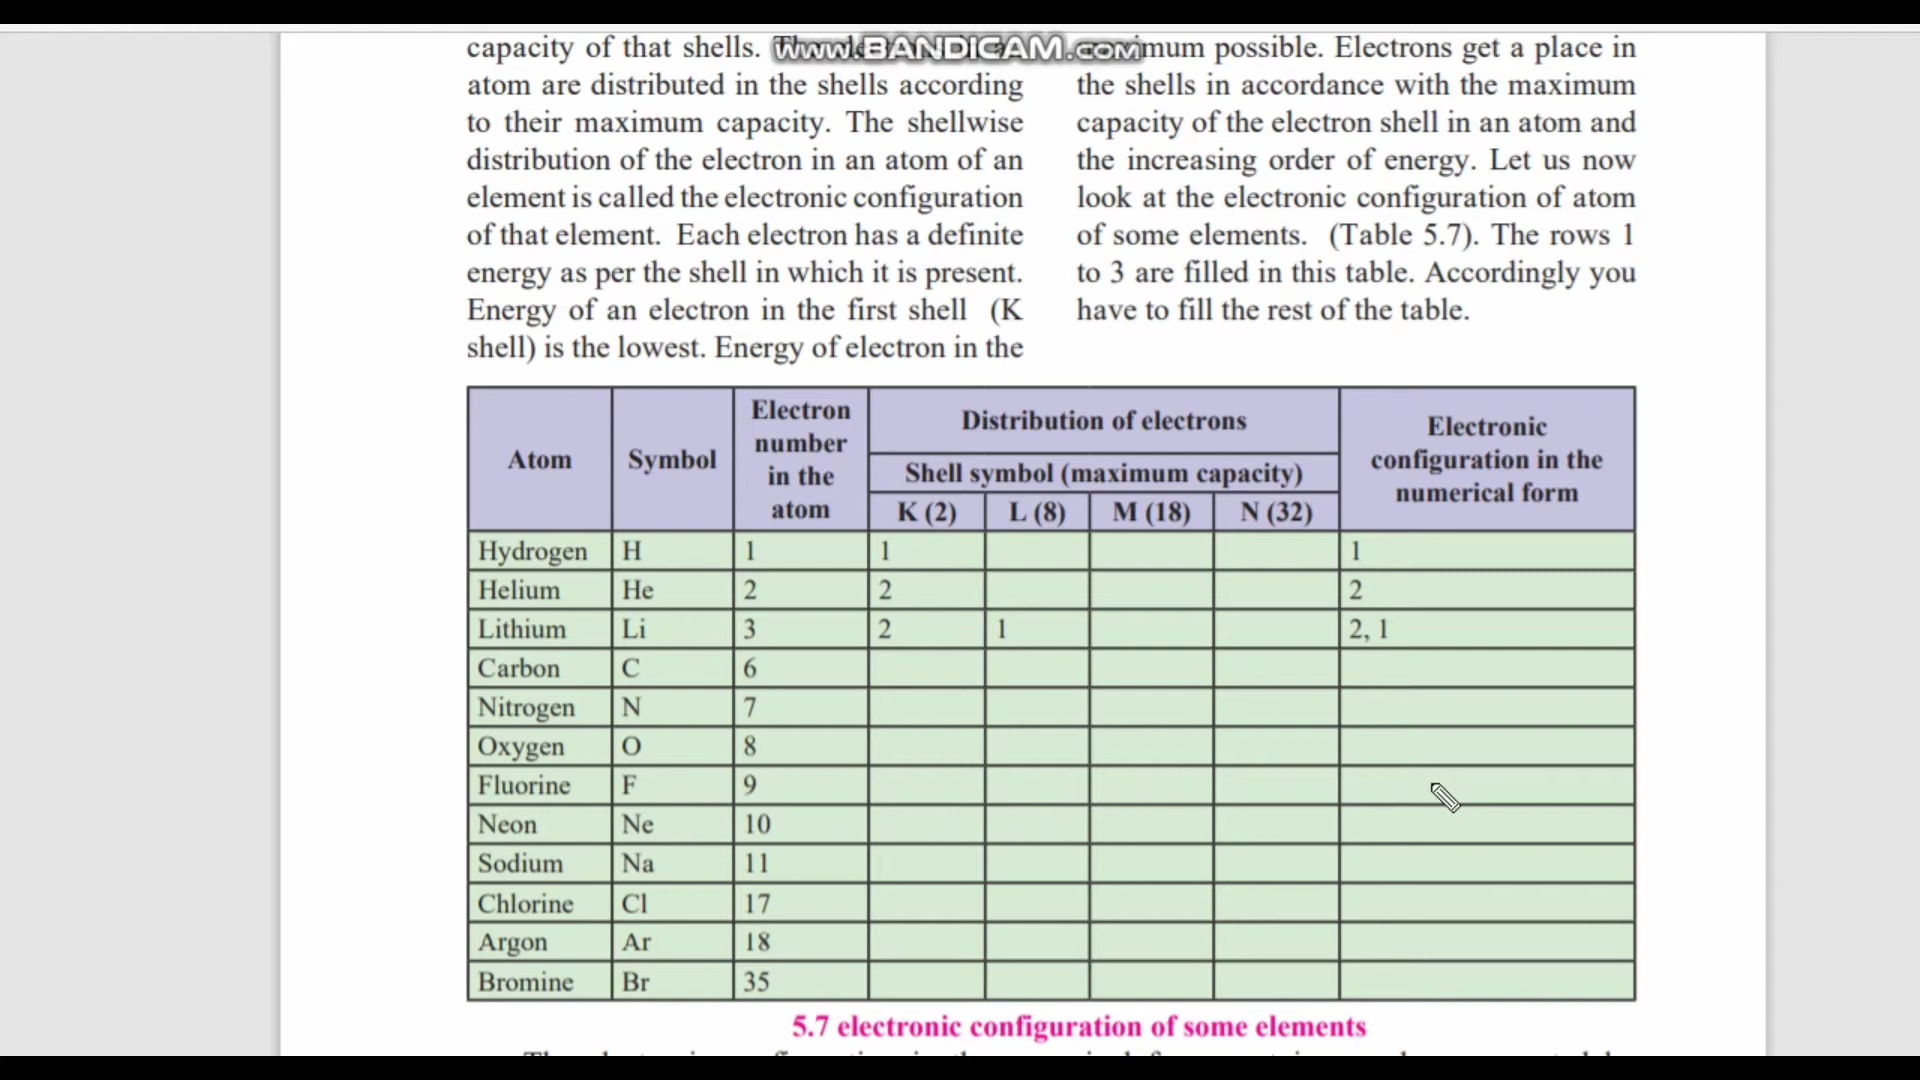 capacity of that shells.
www.BANDICAM.com
atom are distributed in the shells according
to their maximum capacity. The shellwise
distribution of the electron in an atom of an
element is called the electronic configuration
of that element. Each electron has a definite
energy as per the shell in which it is present.
Energy of an electron in the first shell (K
shell) is the lowest. Energy of electron in the
possible. Electrons get a place in
the shells in accordance with the maximum
capacity of the electron shell in an atom and
the increasing order of energy. Let us now
look at the electronic configuration of atom
of some elements. (Table 5.7). The rows 1
to 3 are filled in this table. Accordingly you
have to fill the rest of the table.
Atom Symbol Electron number in the atom Distribution of electrons Electronic configuration in the numerical form
Shell symbol (maximum capacity)
K (2) L (8) M (18) N (32)
Hydrogen H 1 1 1
Helium He 2 2 2
Lithium Li 3 2 1 2, 1
Carbon C 6
Nitrogen N 7
Oxygen O 8
Fluorine F 9
Neon Ne 10
Sodium Na 11
Chlorine Cl 17
Argon Ar 18
Bromine Br 35
5.7 electronic configuration of some elements